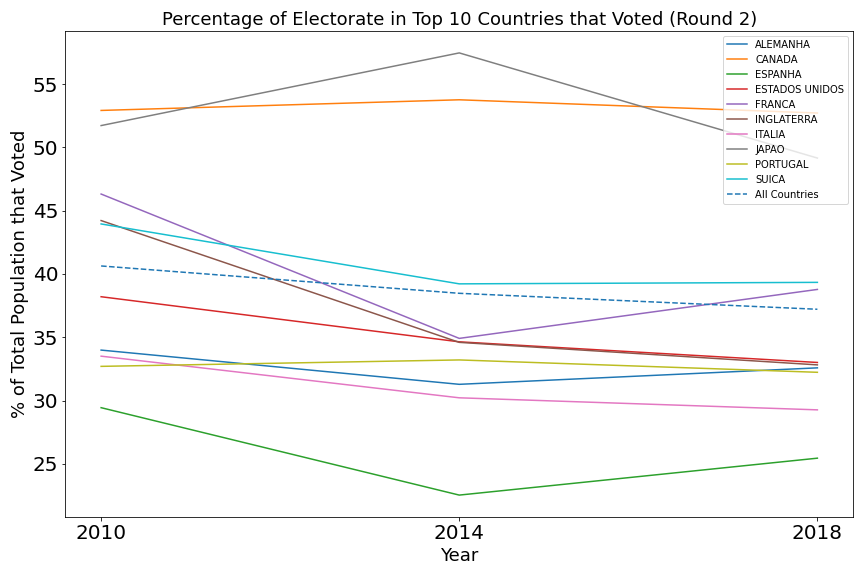 Percentage of Electorate in Top 10 Countries that Voted (Round 2)
ALEMANHA
CANADA
ESPANHA
ESTADOS UNIDOS
FRANCA
INGLATERRA
ITALIA
JAPAO
PORTUGAL
SUICA
All Countries
% of Total Population that Voted
55
50
45
40
35
30
25
2010
2014
2018
Year